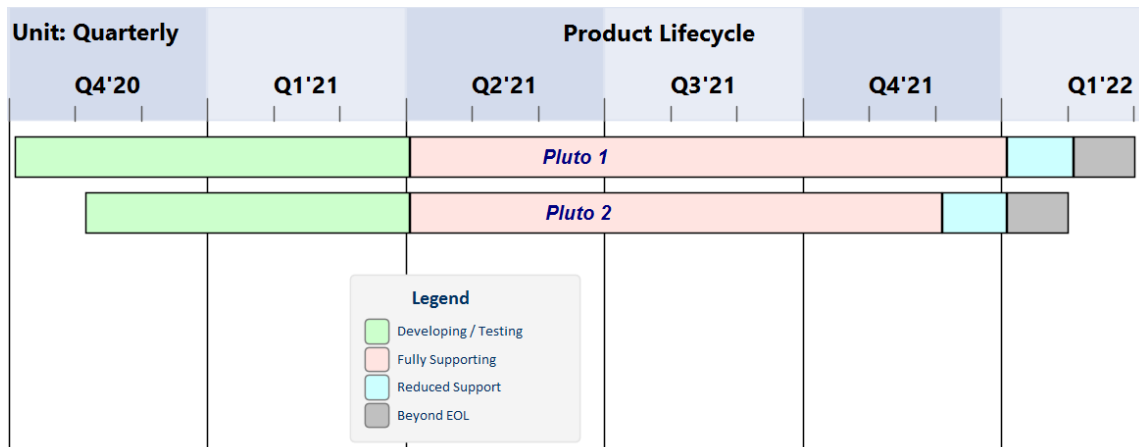 Unit: Quarterly
Product Lifecycle
Q4'20 Q1'21 Q2'21 Q3'21 Q4'21 Q1'22
Pluto 1
Pluto 2
Legend
Developing / Testing
Fully Supporting
Reduced Support
Beyond EOL